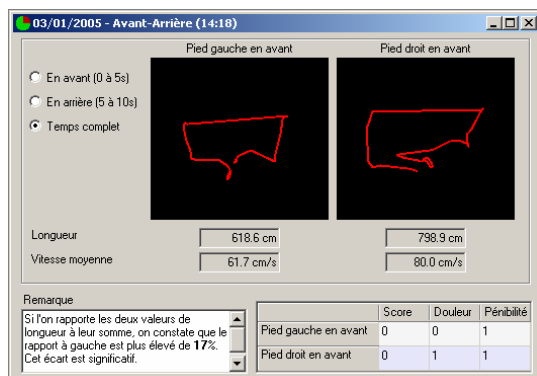 03/01/2005 - Avant-Arrière (14:18)
Pied gauche en avant Pied droit en avant
En avant (0 à 5s)
En arrière (5 à 10s)
Temps complet
Longueur 618.6 cm 798.9 cm
Vitesse moyenne 61.7 cm/s 80.0 cm/s
Remarque
Si l'on rapporte les deux valeurs de
longueur à leur somme, on constate que le
rapport à gauche est plus élevé de 17%.
Cet écart est significatif.
Score Douleur Pénibilité
Pied gauche en avant 0 0 1
Pied droit en avant 0 1 1